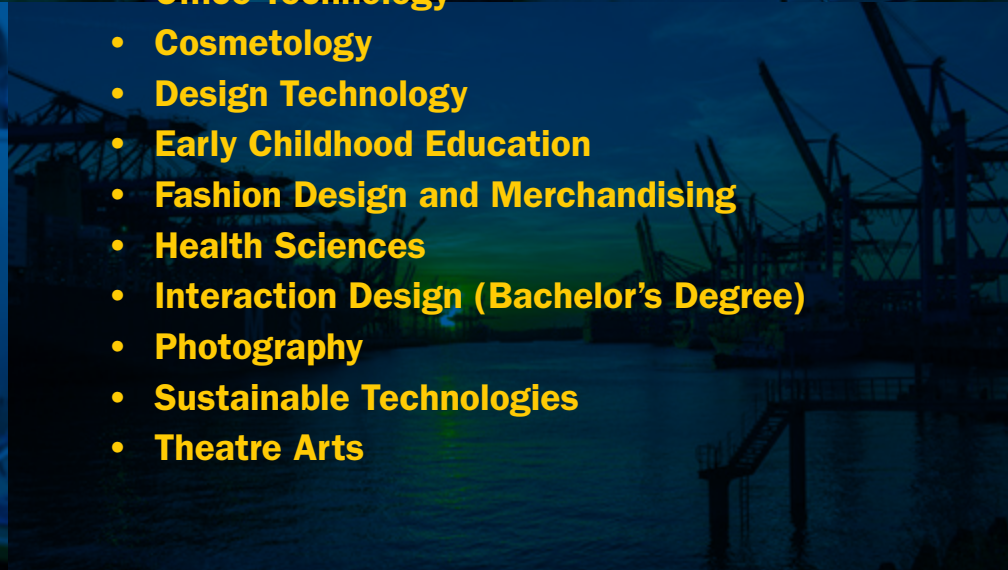 Technology
• Cosmetology
• Design Technology
• Early Childhood Education
• Fashion Design and Merchandising
• Health Sciences
• Interaction Design (Bachelor’s Degree)
• Photography
• Sustainable Technologies
• Theatre Arts